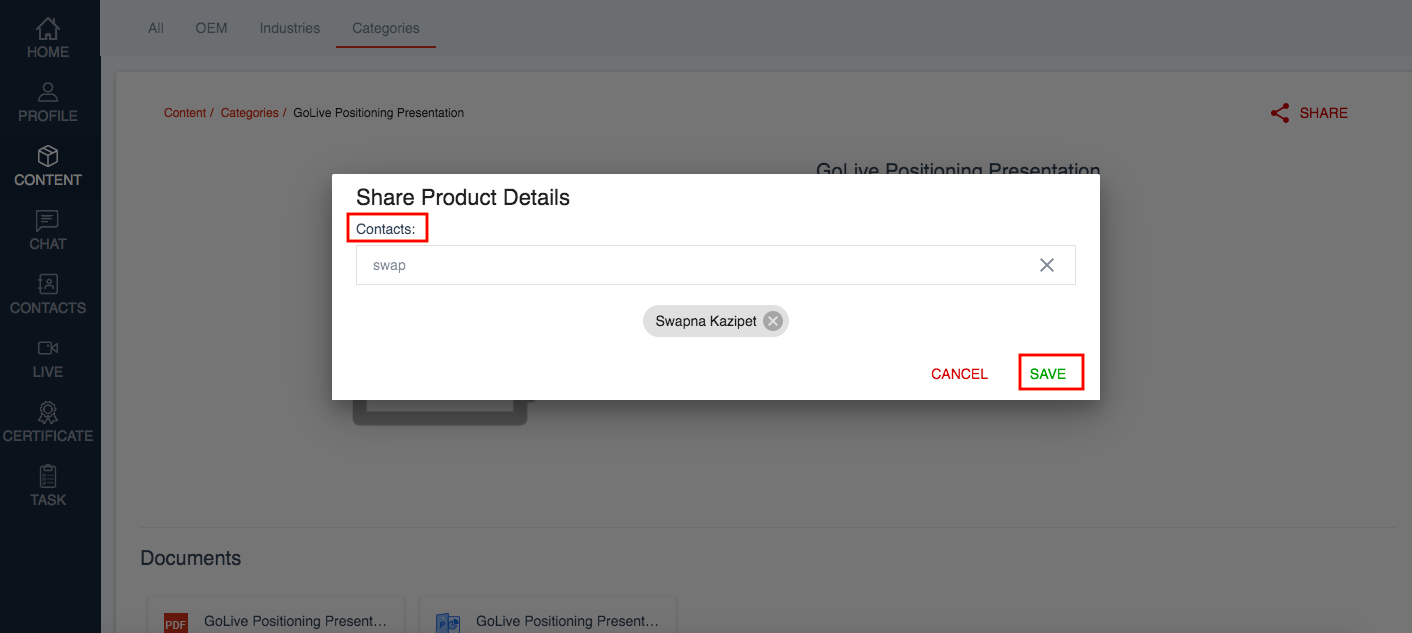 HOME
PROFILE
CONTENT
CHAT
CONTACTS
LIVE
CERTIFICATE
TASK
All OEM Industries Categories
Content / Categories / GoLive Positioning Presentation
SHARE
GoLive Positioning Presentation
Share Product Details
Contacts:
swap
Swapna Kazipet
CANCEL SAVE
Documents
PDF GoLive Positioning Present...
P GoLive Positioning Present...